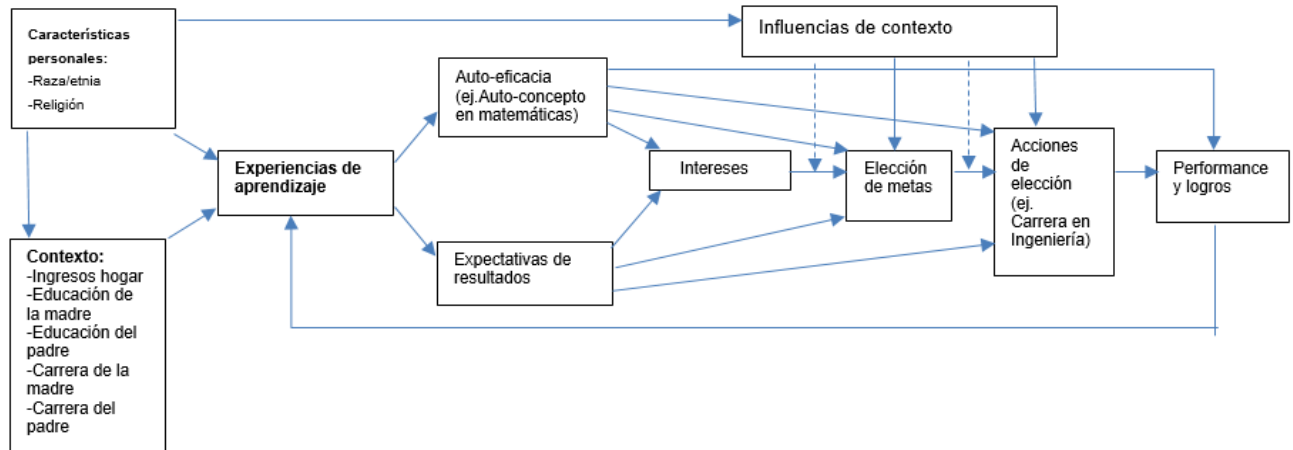 Características
personales:
-Raza/etnia
-Religión
Influencias de contexto
Auto-eficacia
(ej.Auto-concepto
en matemáticas)
Experiencias de
aprendizaje
Intereses
Elección
de metas
Acciones
de
elección
(ej.
Carrera en
Ingeniería)
Performance
y logros
Expectativas de
resultados
Contexto:
-Ingresos hogar
-Educación de
la madre
-Educación del
padre
-Carrera de la
madre
-Carrera del
padre